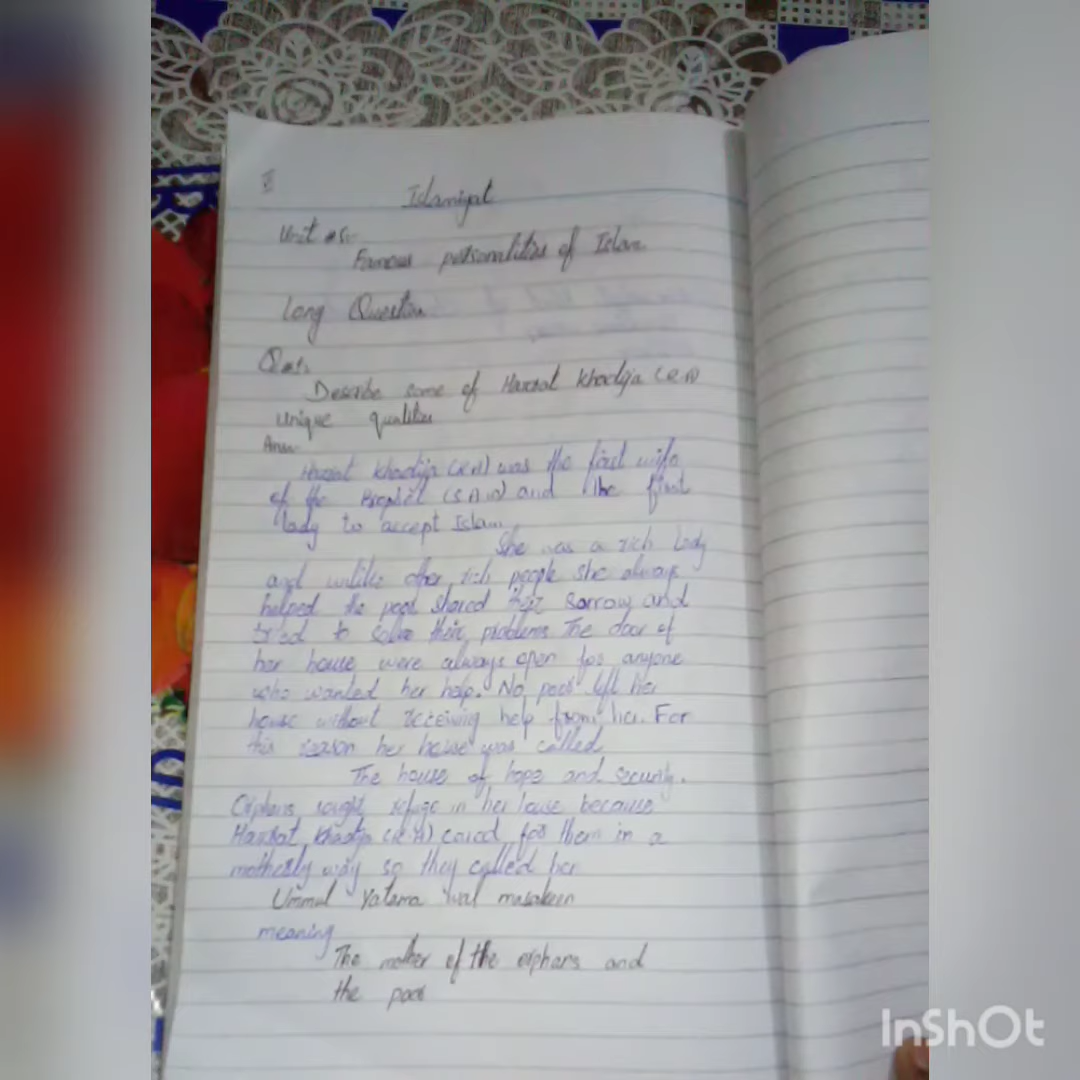 Islamiyat
Unit #5:
Famous personalities of Islam
Long Question
Q#1.
Describe some of Hazrat Khadija (R.A)
unique qualities
Ans:
Hazrat Khadija (R.A) was the first wife
of the Prophet (S.A.W) and the first
lady to accept Islam.
She was a rich lady
and unlike other rich people she always
helped the poor shared their sorrow and
tried to solve their problems The door of
her house were always open for anyone
who wanted her help. No poor left her
house without receiving help from her. For
this reason her house was called
The house of hope and security.
Orphans sought refuge in her house because
Hazrat Khadija (R.A) cared for them in a
motherly way so they called her
Ummul Yatama wal masakeen
meaning
The mother of the orphans and
the poor
InShOt